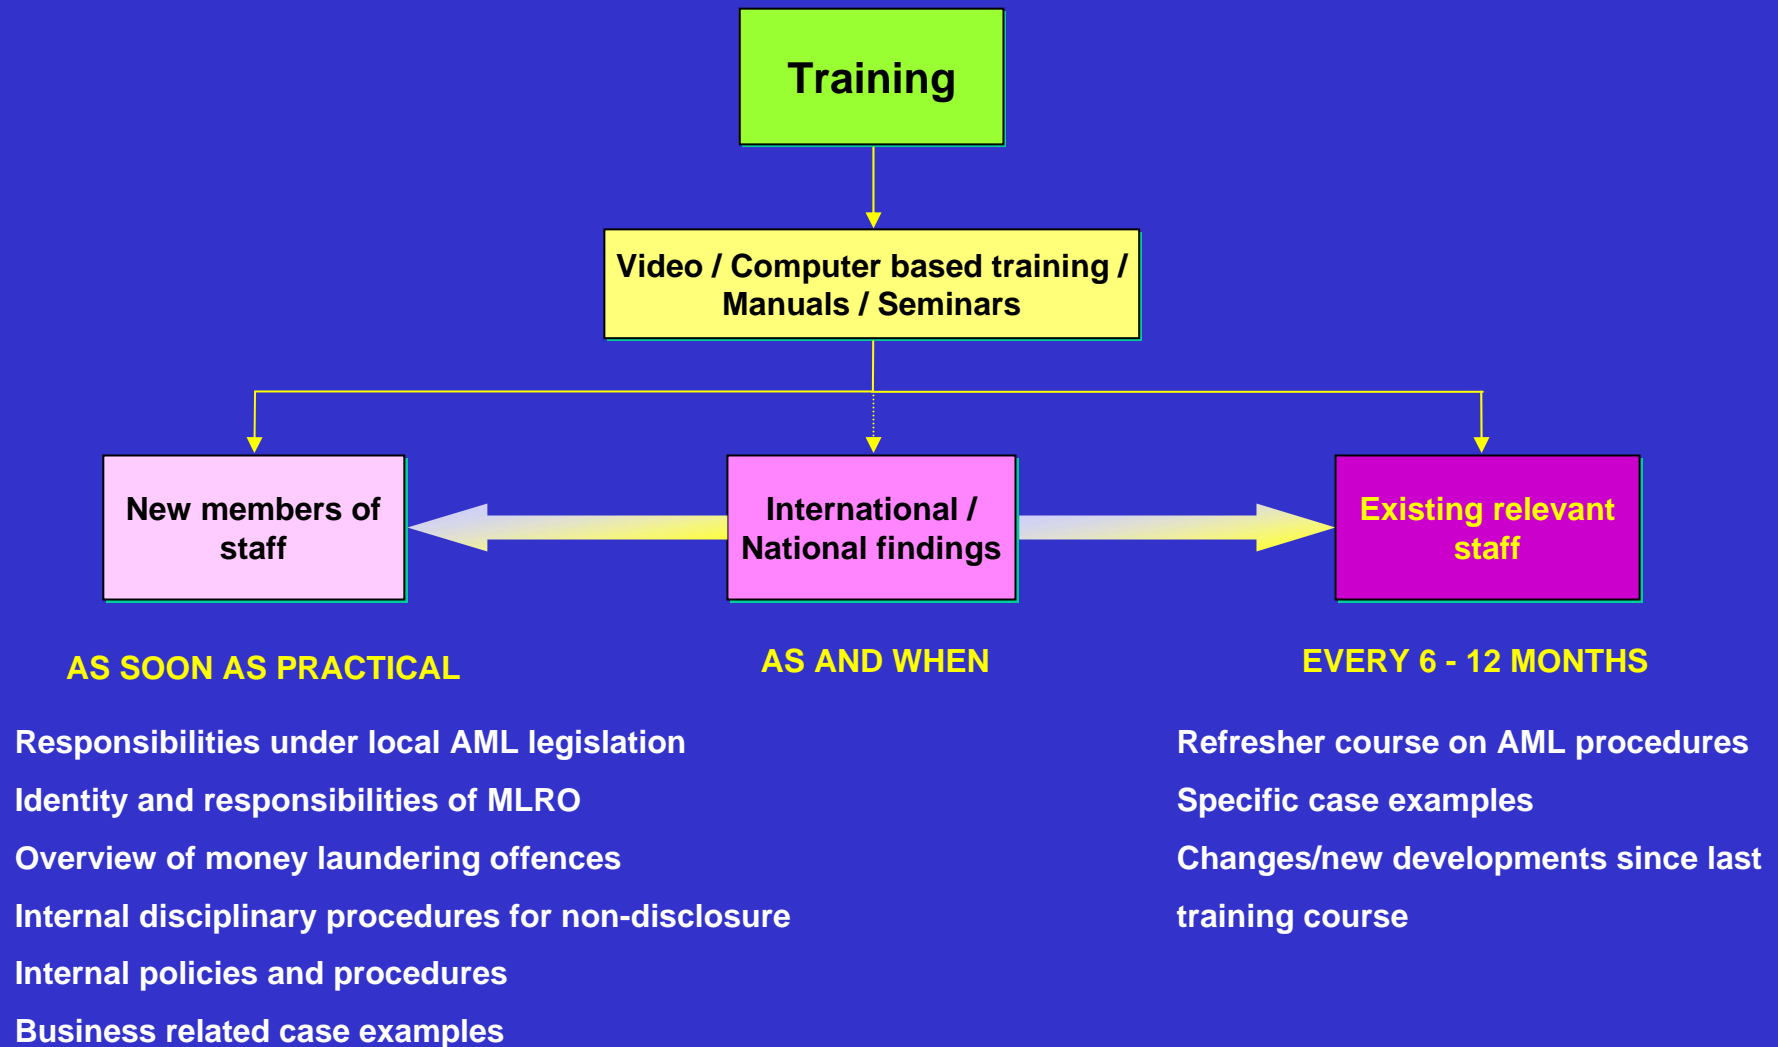 Training
Video / Computer based training /
Manuals / Seminars
New members of
staff
International /
National findings
Existing relevant
staff
AS SOON AS PRACTICAL
AS AND WHEN
EVERY 6 - 12 MONTHS
Responsibilities under local AML legislation
Identity and responsibilities of MLRO
Overview of money laundering offences
Internal disciplinary procedures for non-disclosure
Internal policies and procedures
Business related case examples
Refresher course on AML procedures
Specific case examples
Changes/new developments since last
training course